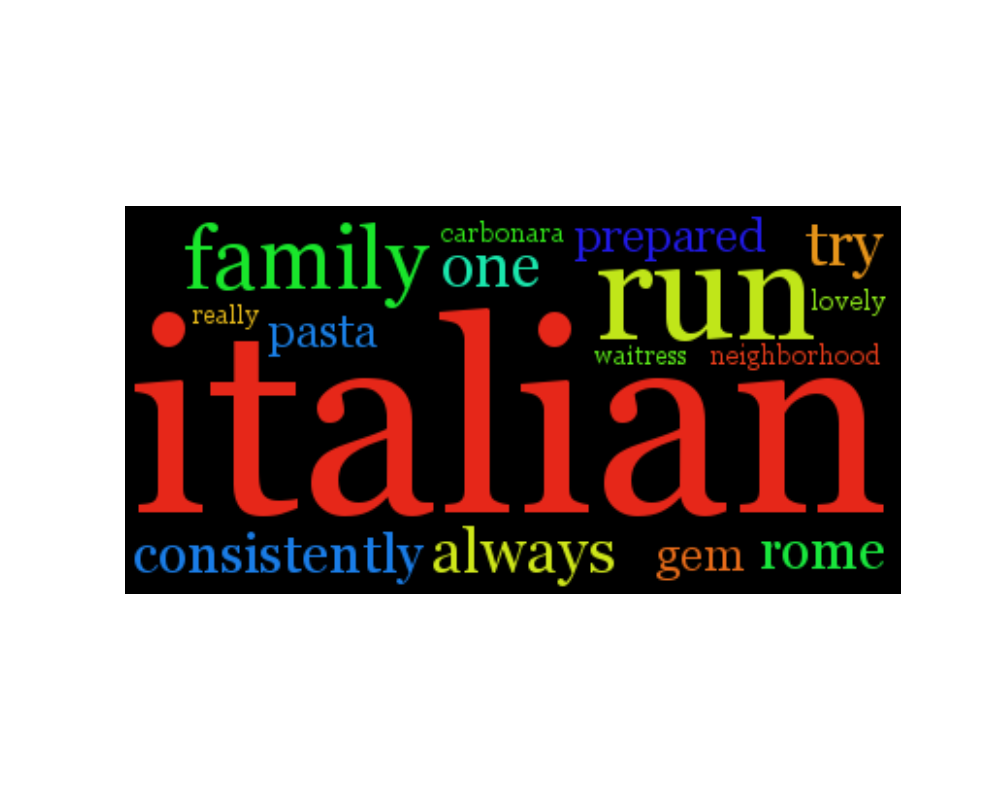 family carbonara prepared try
one run lovely
really pasta waitress neighborhood
italian
consistently always gem rome